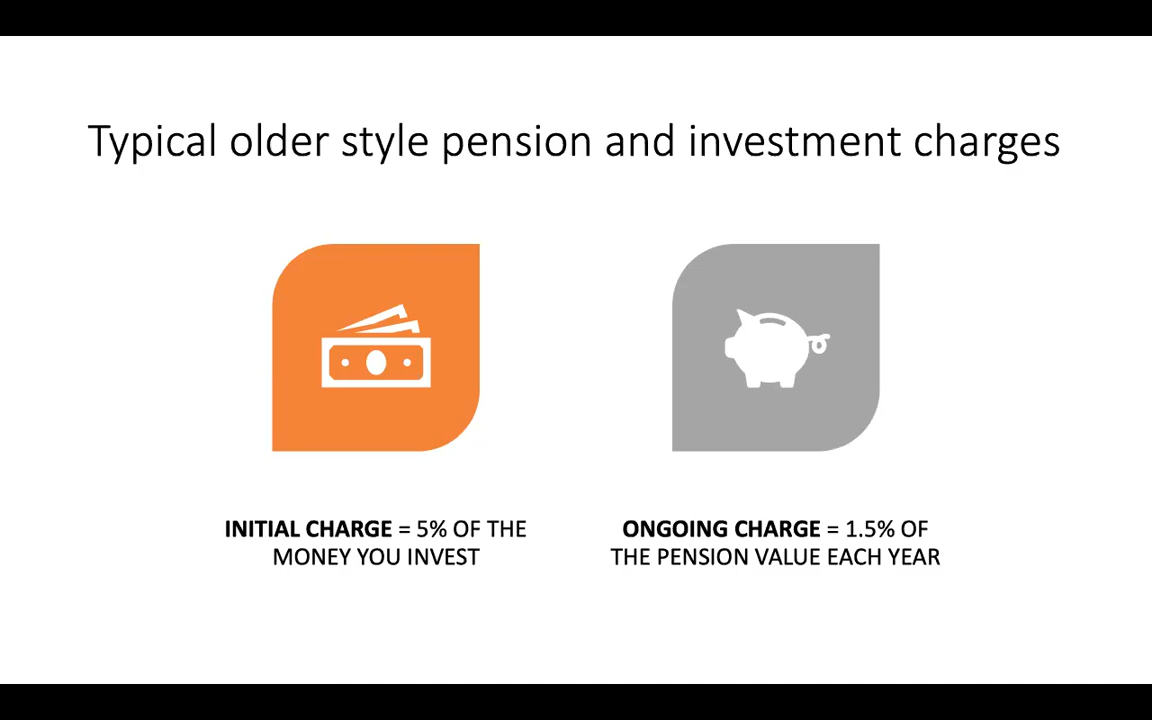 Typical older style pension and investment charges
INITIAL CHARGE = 5% OF THE
MONEY YOU INVEST
ONGOING CHARGE = 1.5% OF
THE PENSION VALUE EACH YEAR